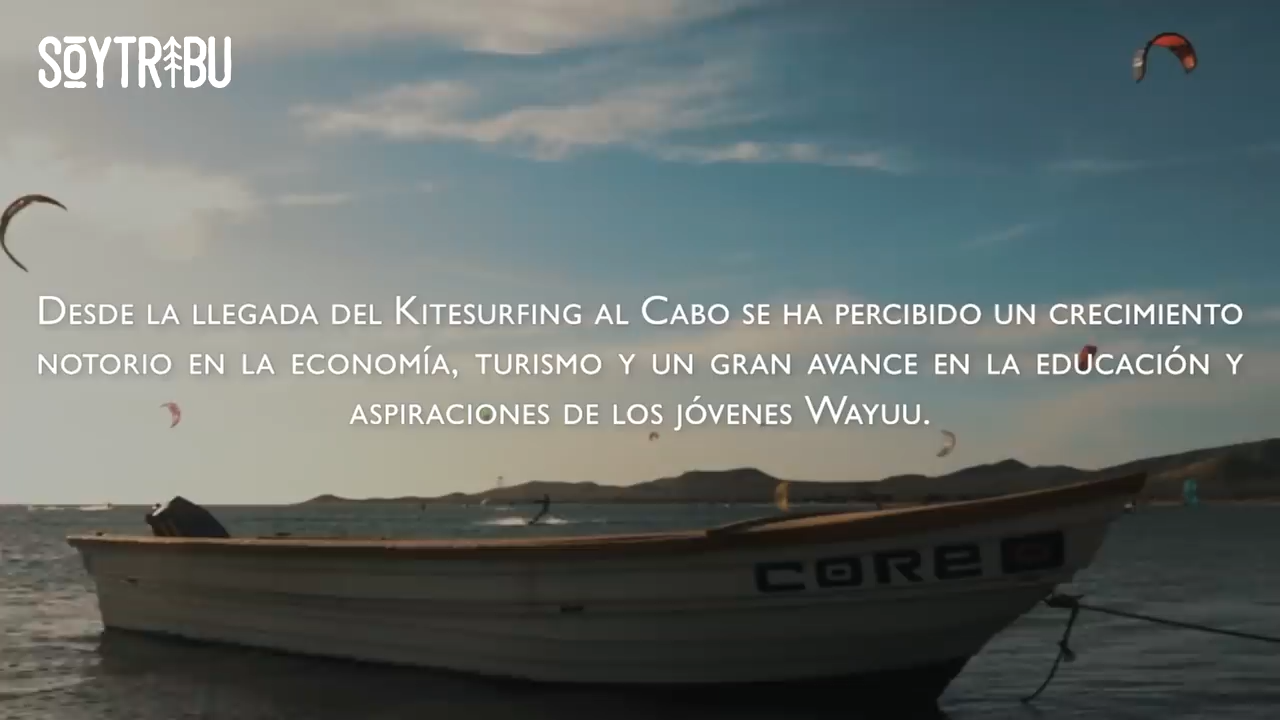 SOYTRIBU
Desde la llegada del Kitesurfing al Cabo se ha percibido un crecimiento
notorio en la economía, turismo y un gran avance en la educación y
aspiraciones de los jóvenes Wayuu.
CORE